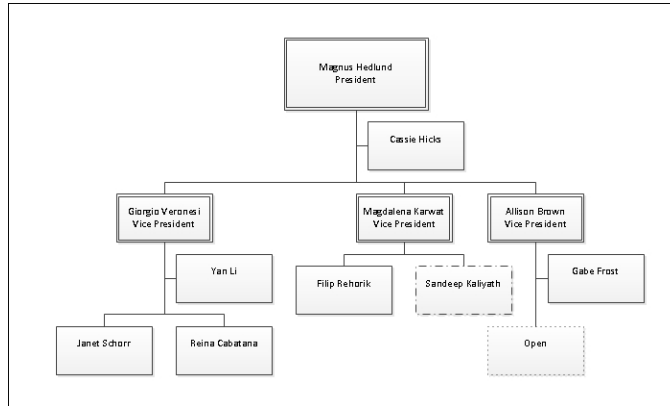 Magnus Hedlund
President
Cassie Hicks
Giorgio Veronesi
Vice President
Magdalena Karwat
Vice President
Allison Brown
Vice President
Yan Li
Filip Rehorik
Sandeep Kaliyath
Gabe Frost
Janet Schorr
Reina Cabatana
Open